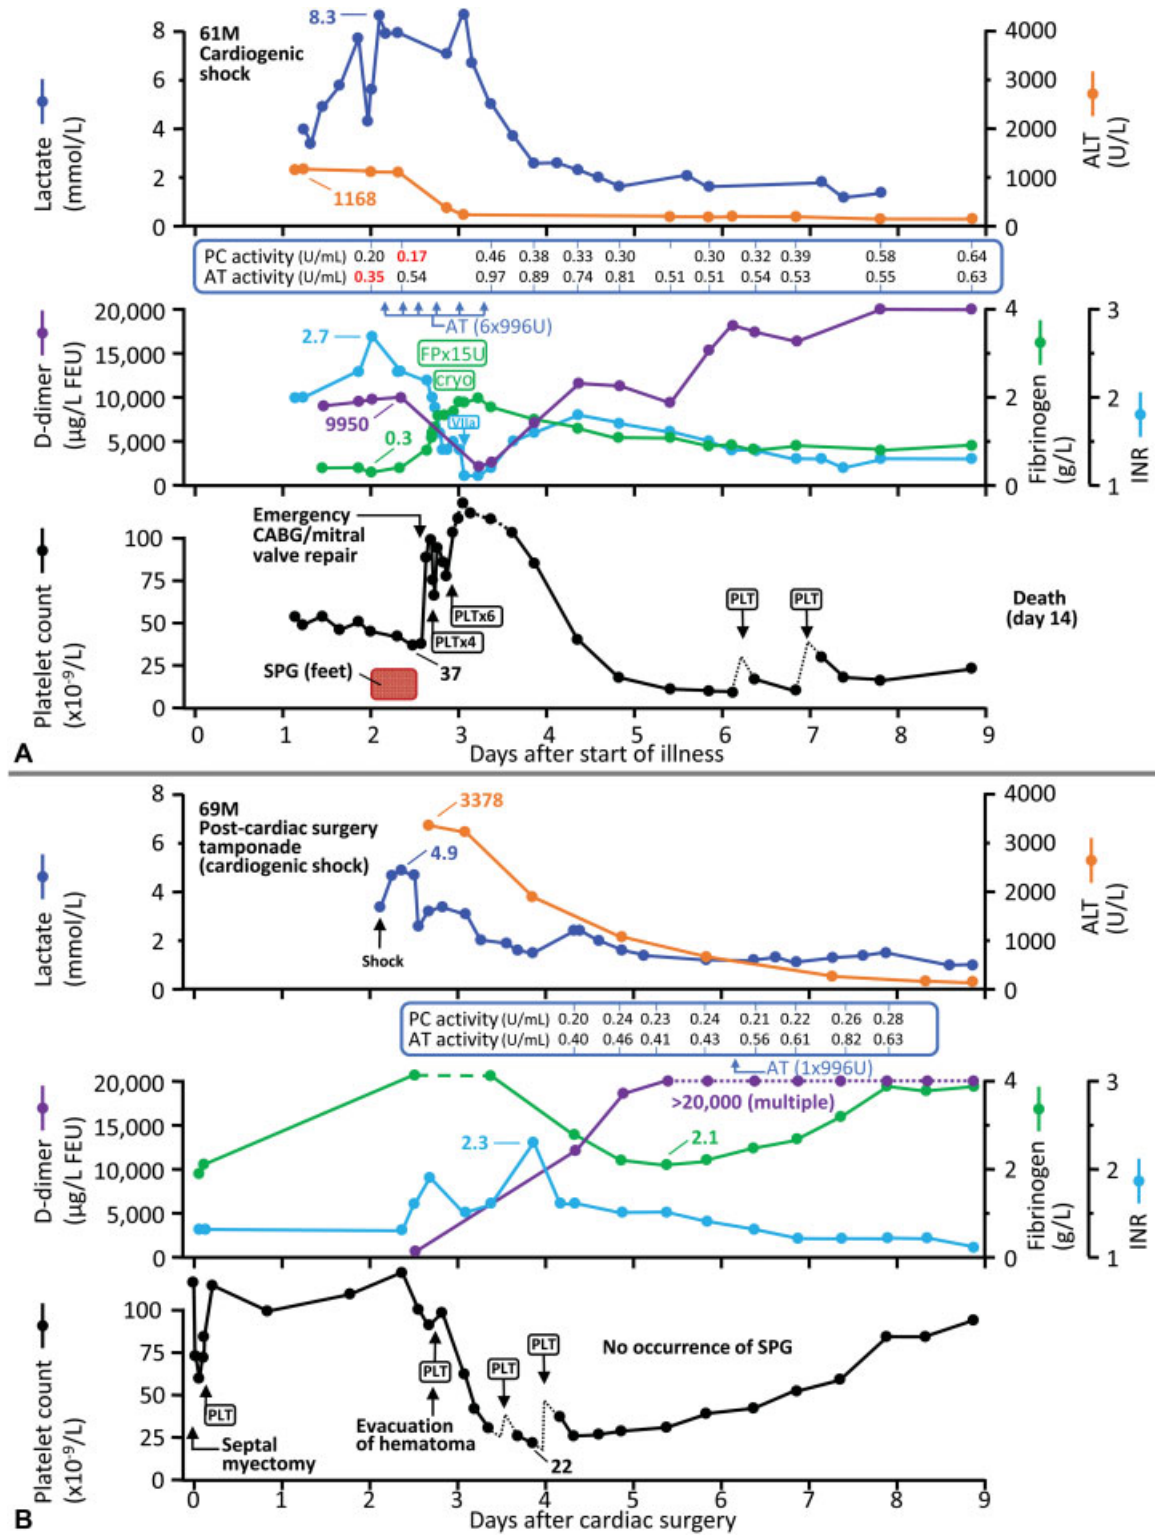 8.3
8
6
4
2
0
61M
Cardiogenic
shock
1168
4000
3000
2000
1000
0
Lactate
(mmol/L)
ALT
(U/L)
PC activity (U/mL) 0.20 0.17 0.46 0.38 0.33 0.30 0.30 0.32 0.39 0.58 0.64
AT activity (U/mL) 0.35 0.54 0.97 0.89 0.74 0.81 0.51 0.51 0.54 0.53 0.55 0.63
20,000
15,000
10,000
5,000
0
D-dimer
(µg/L FEU)
2.7
AT (6x996U)
FPx15U
cryo
VIIa
9950
0.3
4
2
0
Fibrinogen
(g/L)
3
2
1
INR
100
75
50
25
0
Platelet count
(x10⁻⁹/L)
Emergency
CABG/mitral
valve repair
PLTx6
PLTx4
SPG (feet)
37
PLT
PLT
Death
(day 14)
0 1 2 3 4 5 6 7 8 9
Days after start of illness
A
8
6
4
2
0
69M
Post-cardiac surgery
tamponade
(cardiogenic shock)
3378
4.9
Shock
4000
3000
2000
1000
0
Lactate
(mmol/L)
ALT
(U/L)
PC activity (U/mL) 0.20 0.24 0.23 0.24 0.21 0.22 0.26 0.28
AT activity (U/mL) 0.40 0.46 0.41 0.43 0.56 0.61 0.82 0.63
AT (1x996U)
20,000
15,000
10,000
5,000
0
D-dimer
(µg/L FEU)
>20,000 (multiple)
2.3
2.1
4
2
0
Fibrinogen
(g/L)
3
2
1
INR
100
75
50
25
0
Platelet count
(x10⁻⁹/L)
PLT
Septal
myectomy
PLT
Evacuation
of hematoma
PLT
PLT
22
No occurrence of SPG
0 1 2 3 4 5 6 7 8 9
Days after cardiac surgery
B